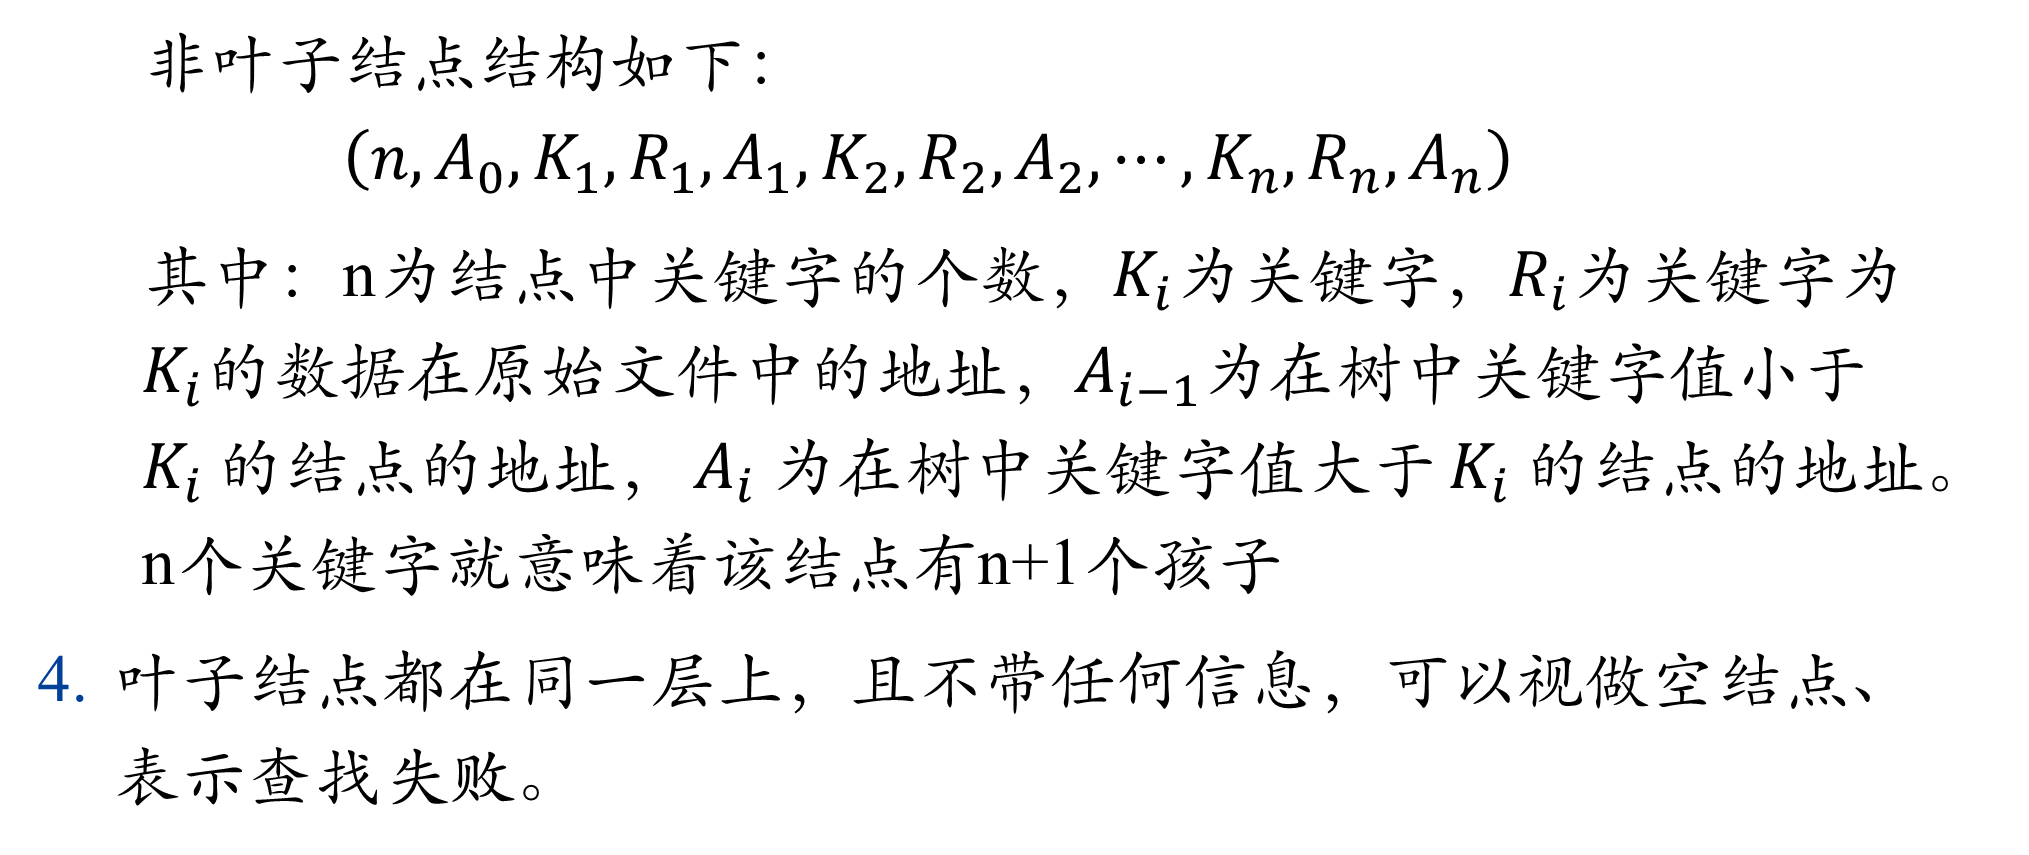 非叶子结点结构如下：
(n, A₀, K₁, R₁, A₁, K₂, R₂, A₂, ⋯, Kₙ, Rₙ, Aₙ)
其中：n为结点中关键字的个数，Kᵢ为关键字，Rᵢ为关键字为
Kᵢ的数据在原始文件中的地址，Aᵢ₋₁为在树中关键字值小于
Kᵢ 的结点的地址，Aᵢ 为在树中关键字值大于 Kᵢ 的结点的地址。
n个关键字就意味着该结点有n+1个孩子
4. 叶子结点都在同一层上，且不带任何信息，可以视做空结点、
表示查找失败。